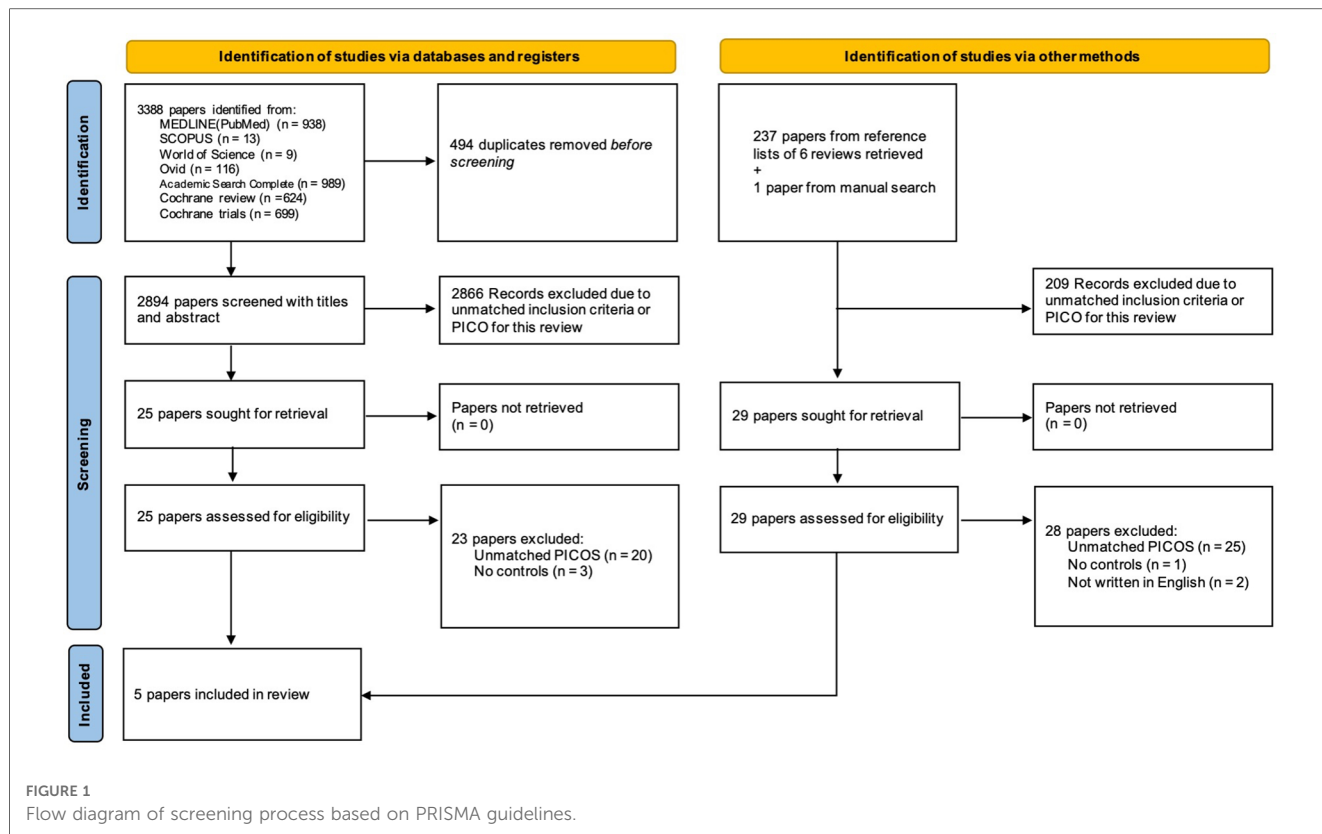 Identification of studies via databases and registers
Identification of studies via other methods
Identification
3388 papers identified from:
MEDLINE(PubMed) (n = 938)
SCOPUS (n = 13)
World of Science (n = 9)
Ovid (n = 116)
Academic Search Complete (n = 989)
Cochrane review (n =624)
Cochrane trials (n = 699)
494 duplicates removed before
screening)
237 papers from reference
lists of 6 reviews retrieved
+
1 paper from manual search
Screening
2894 papers screened with titles
and abstract
2866 Records excluded due to
unmatched inclusion criteria or
PICO for this review
209 Records excluded due to
unmatched inclusion criteria or
PICO for this review
25 papers sought for retrieval
Papers not retrieved
(n = 0)
29 papers sought for retrieval
Papers not retrieved
(n = 0)
25 papers assessed for eligibility
23 papers excluded:
Unmatched PICOS (n = 20)
No controls (n = 3)
29 papers assessed for eligibility
28 papers excluded:
Unmatched PICOS (n = 25)
No controls (n = 1)
Not written in English (n = 2)
Included
5 papers included in review
FIGURE 1
Flow diagram of screening process based on PRISMA guidelines.